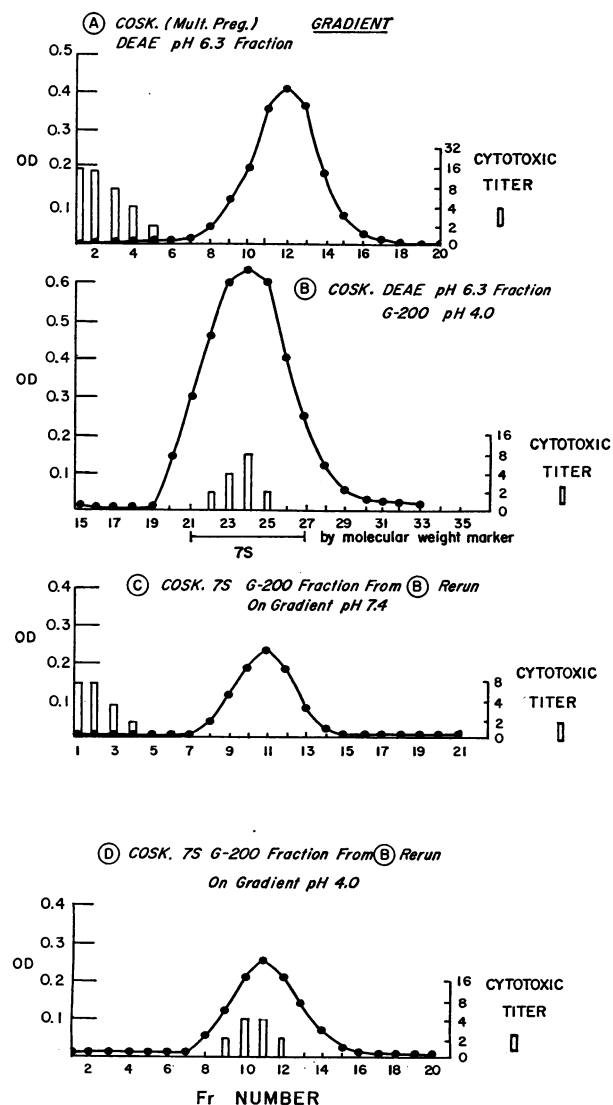 Ⓐ COSK. (Mult. Preg.) GRADIENT
DEAE pH 6.3 Fraction
0.5
0.4
0.3
OD 0.2
0.1
32
16
8
4
2
0
CYTOTOXIC
TITER
2 4 6 8 10 12 14 16 18 20
Ⓑ COSK. DEAE pH 6.3 Fraction
G-200 pH 4.0
0.6
0.5
0.4
OD
0.3
0.2
0.1
16
8
4
2
0
CYTOTOXIC
TITER
15 17 19 21 23 25 27 29 31 33 35
7S
by molecular weight marker
Ⓒ COSK. 7S G-200 Fraction From Ⓑ Rerun
On Gradient pH 7.4
0.4
0.3
OD
0.2
0.1
8
4
2
0
CYTOTOXIC
TITER
1 3 5 7 9 11 13 15 17 19 21
Ⓓ COSK. 7S G-200 Fraction From Ⓑ Rerun
On Gradient pH 4.0
0.4
0.3
OD
0.2
0.1
16
8
4
2
0
CYTOTOXIC
TITER
2 4 6 8 10 12 14 16 18 20
Fr NUMBER